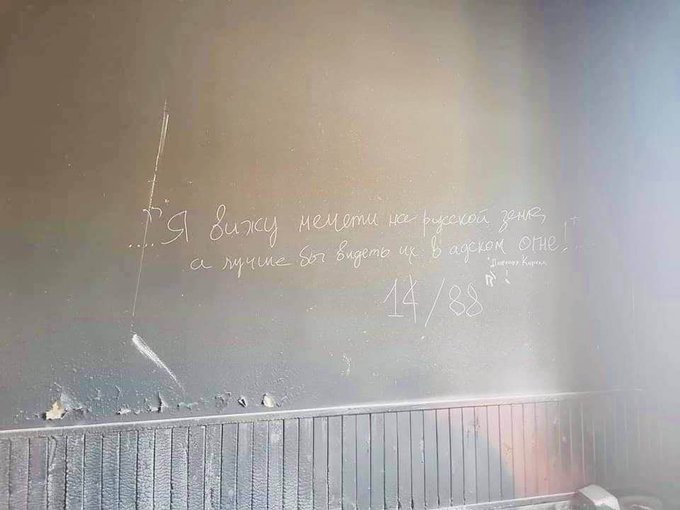 ...."Я вижу мечети на русской земле
а лучше бы видеть их в адском огне!"
14/88